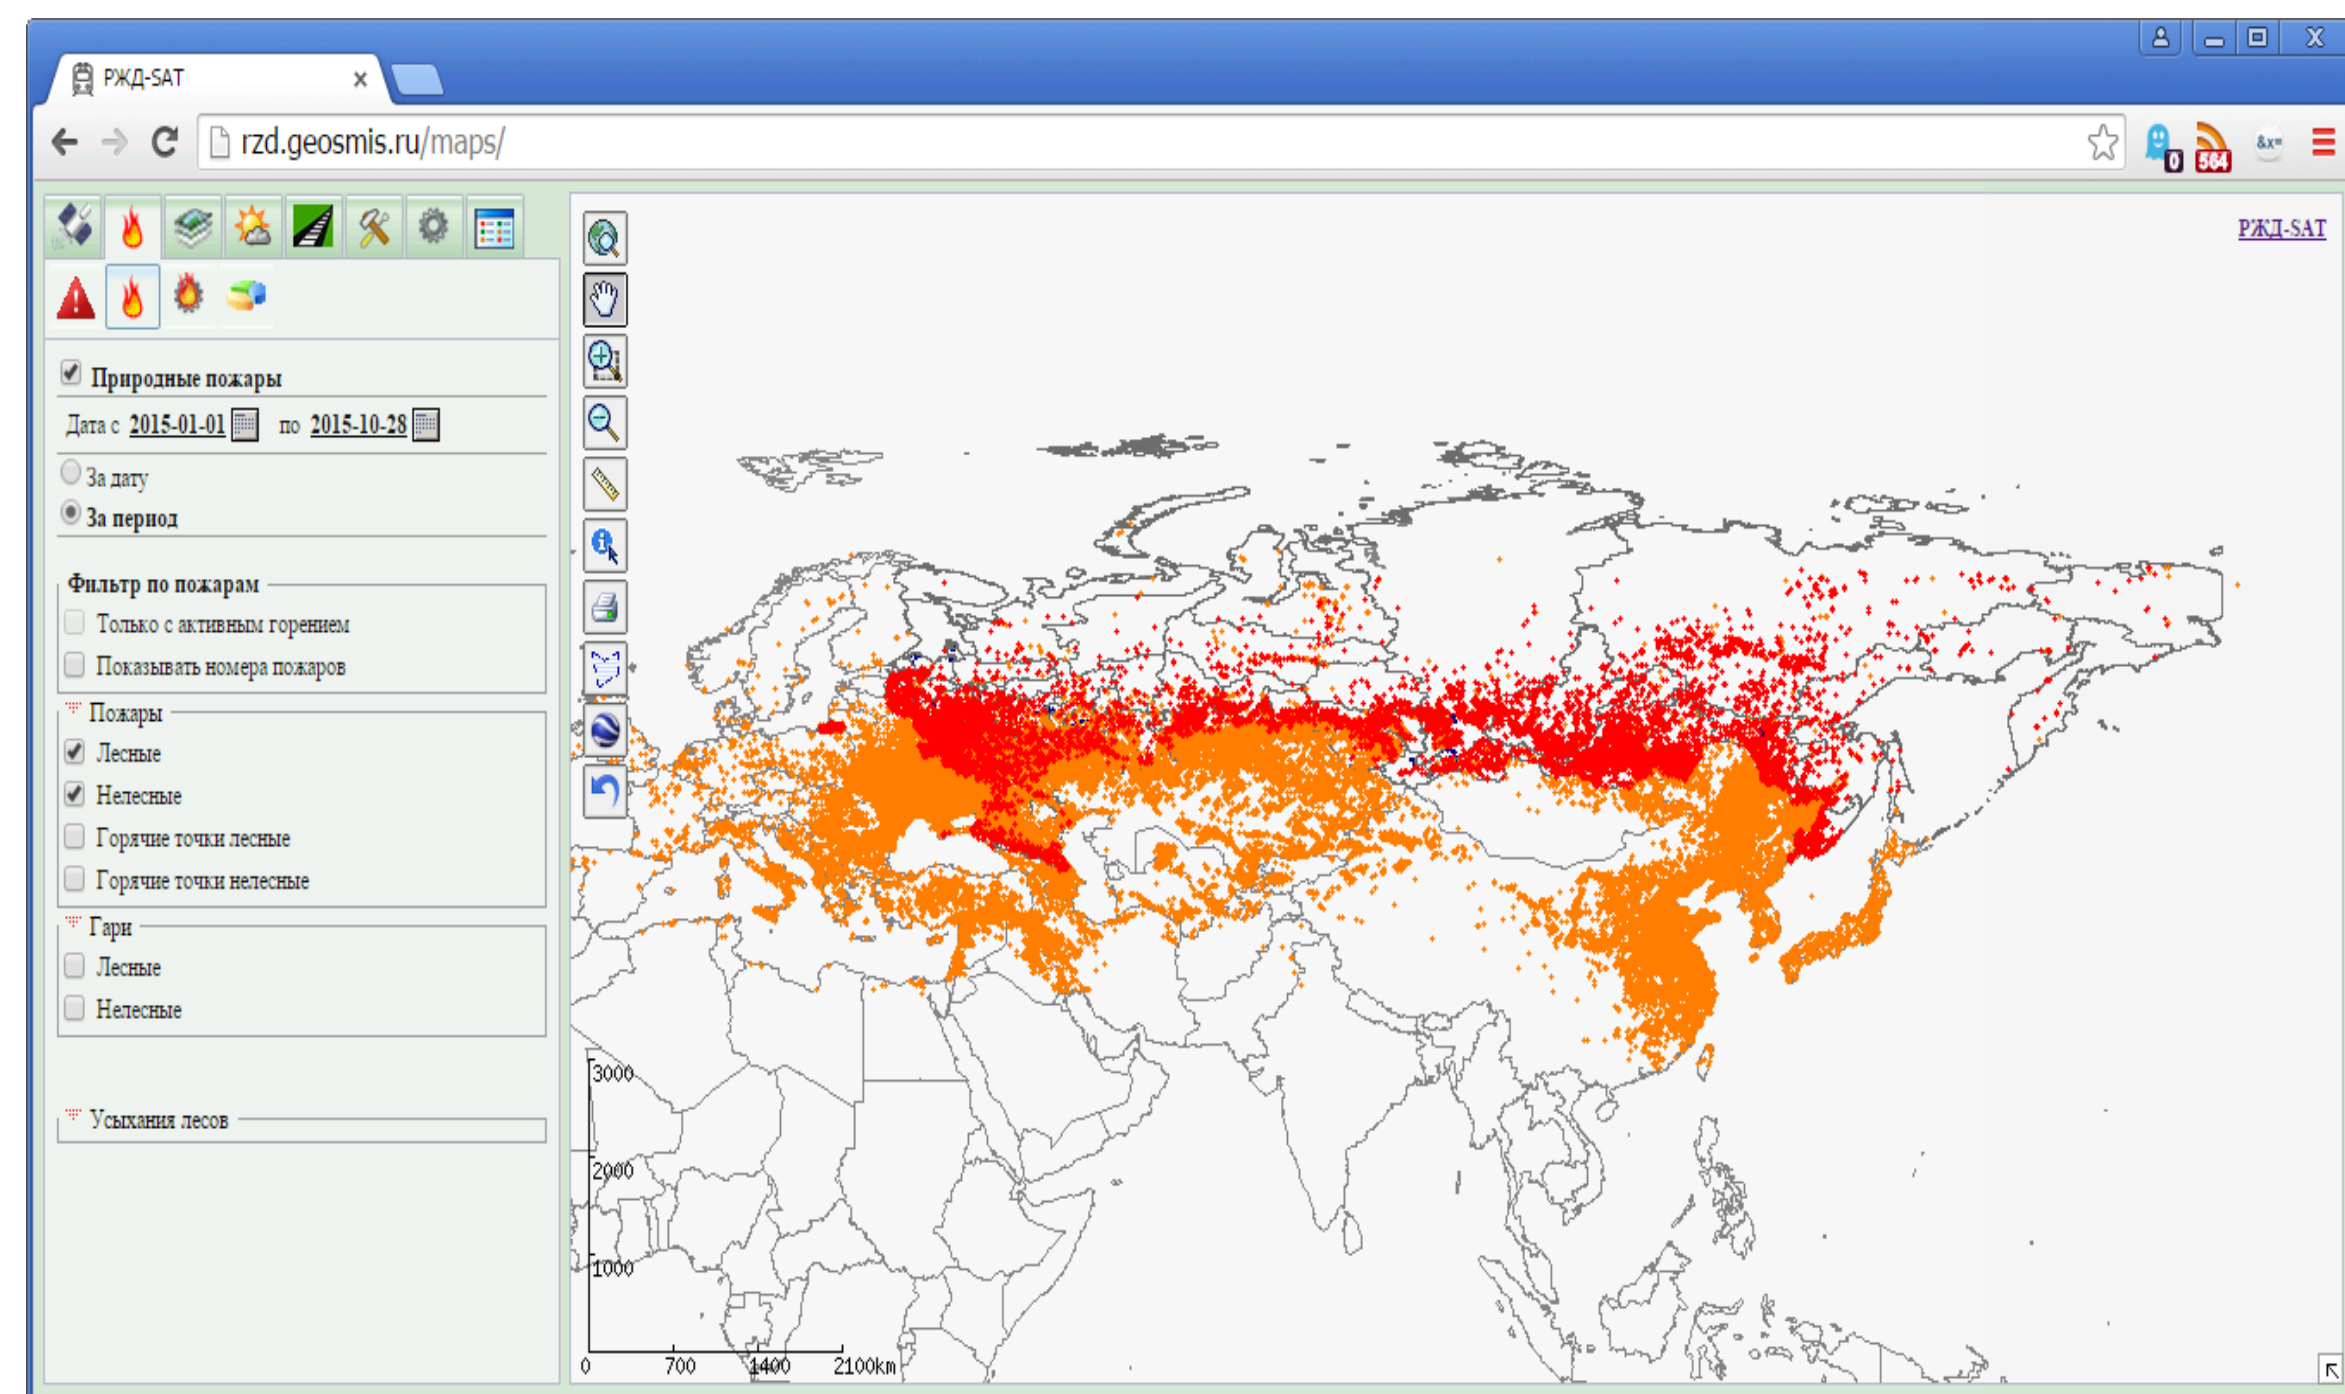 РЖД-SAT
rzd.geosmis.ru/maps/
0
564
&x=
РЖД-SAT
Природные пожары
Дата с 2015-01-01 по 2015-10-28
За дату
За период
Фильтр по пожарам
Только с активным горением
Показывать номера пожаров
Пожары
Лесные
Нелесные
Горячие точки лесные
Горячие точки нелесные
Гари
Лесные
Нелесные
Усыхания лесов
3000
2000
1000
0 700 1400 2100km